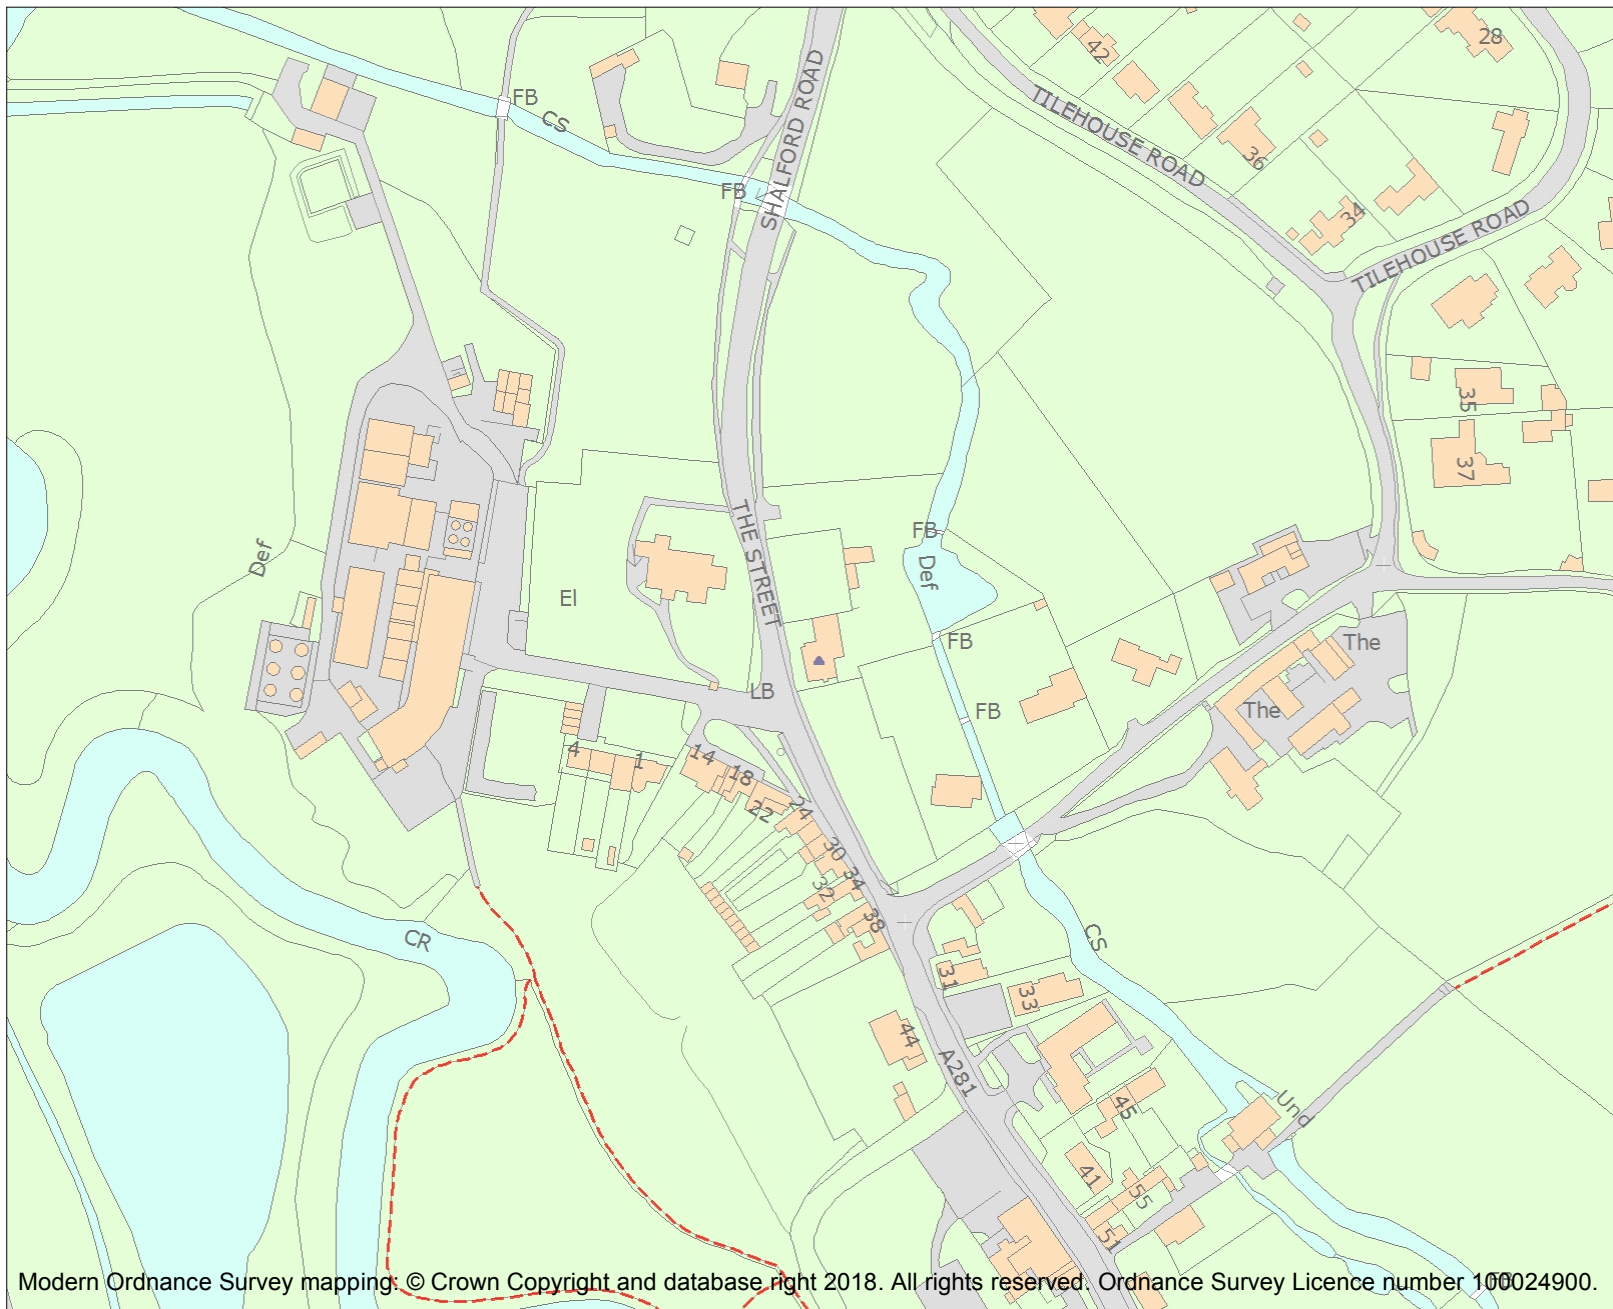 28
42
FB
CS
SHALFORD ROAD
TILEHOUSE ROAD
36
FB
34
TILEHOUSE ROAD
35
37
THE STREET
FB
Def
Def
El
FB
The
LB
FB
The
4
1
14
18
22
24
30
34
32
38
CR
CS
31
33
44
A281
45
Und
41
55
51
FB
Modern Ordnance Survey mapping: © Crown Copyright and database right 2018. All rights reserved. Ordnance Survey Licence number 100024900.